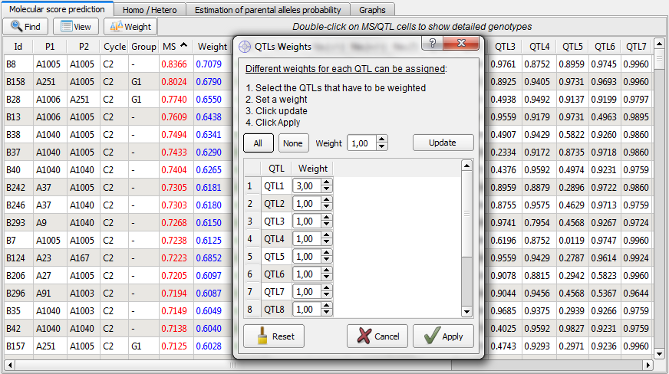 Molecular score prediction Homo / Hetero Estimation of parental alleles probability Graphs
Find View Weight Double-click on MS/QTL cells to show detailed genotypes
Id P1 P2 Cycle Group MS Weight QTL3 QTL4 QTL5 QTL6 QTL7
B8 A1005 A1005 C2 - 0.8366 0.7079 0.9761 0.8752 0.8959 0.9745 0.9960
B158 A251 A1005 C2 G1 0.8024 0.6790 0.8925 0.9405 0.9731 0.9693 0.9960
B28 A1006 A251 C2 G1 0.7740 0.6550 0.4938 0.9492 0.9137 0.9199 0.9797
B13 A1006 A1005 C2 - 0.7609 0.6438 0.9559 0.9179 0.9731 0.4963 0.9895
B38 A1040 A1005 C2 - 0.7494 0.6341 0.4907 0.9429 0.5822 0.9260 0.9860
B37 A1040 A1005 C2 - 0.7433 0.6290 0.2334 0.9172 0.8735 0.9718 0.9860
B40 A1040 A1005 C2 - 0.7404 0.6265 0.4376 0.9592 0.4974 0.9231 0.9759
B242 A37 A1005 C2 - 0.7305 0.6181 0.8959 0.8879 0.2896 0.9722 0.9860
B246 A37 A1040 C2 - 0.7303 0.6180 0.8755 0.9575 0.4629 0.9713 0.9759
B293 A9 A1040 C2 - 0.7268 0.6150 0.9741 0.7954 0.4568 0.9267 0.9724
B7 A1005 A1005 C2 - 0.7238 0.6125 0.6196 0.8752 0.0119 0.9747 0.9960
B124 A23 A167 C2 - 0.7223 0.6852 0.9559 0.9429 0.2787 0.9614 0.9924
B206 A27 A1005 C2 - 0.7205 0.6097 0.9078 0.8815 0.2942 0.5823 0.9960
B296 A91 A1003 C2 - 0.7194 0.6087 0.9044 0.9456 0.4568 0.5367 0.9644
B35 A1040 A1003 C2 - 0.7149 0.6049 0.9685 0.9375 0.2939 0.9266 0.9759
B42 A1040 A1040 C2 - 0.7138 0.6040 0.4025 0.9592 0.9827 0.9231 0.9759
B157 A251 A1005 C2 G1 0.7125 0.6028 0.4743 0.9293 0.2971 0.9236 0.9960
QTLs Weights
Different weights for each QTL can be assigned:
1. Select the QTLs that have to be weighted
2. Set a weight
3. Click update
4. Click Apply
All None Weight 1,00 Update
QTL Weight
1 QTL1 3,00
2 QTL2 1,00
3 QTL3 1,00
4 QTL4 1,00
5 QTL5 1,00
6 QTL6 1,00
7 QTL7 1,00
8 QTL8 1,00
Reset Cancel Apply